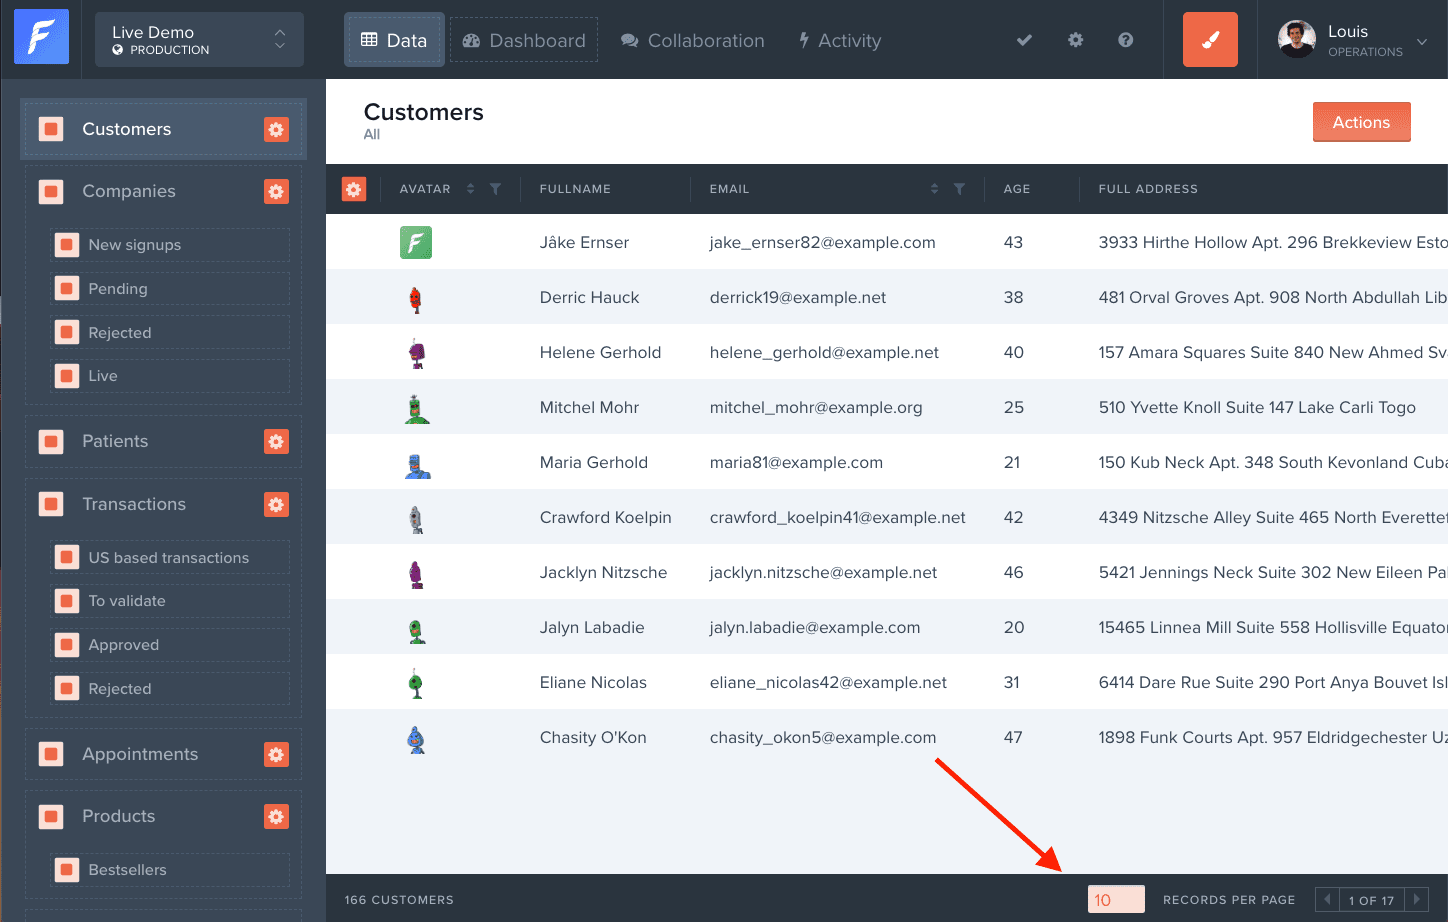 Live Demo
PRODUCTION
Data
Dashboard
Collaboration
Activity
Louis
OPERATIONS
Customers
Companies
New signups
Pending
Rejected
Live
Patients
Transactions
US based transactions
To validate
Approved
Rejected
Appointments
Products
Bestsellers
Customers
All
Actions
AVATAR FULLNAME EMAIL AGE FULL ADDRESS
Jâke Ernser jake_ernser82@example.com 43 3933 Hirthe Hollow Apt. 296 Brekkeview Esto
Derric Hauck derrick19@example.net 38 481 Orval Groves Apt. 908 North Abdullah Lib
Helene Gerhold helene_gerhold@example.net 40 157 Amara Squares Suite 840 New Ahmed Sv
Mitchel Mohr mitchel_mohr@example.org 25 510 Yvette Knoll Suite 147 Lake Carli Togo
Maria Gerhold maria81@example.com 21 150 Kub Neck Apt. 348 South Kevonland Cuba
Crawford Koelpin crawford_koelpin41@example.net 42 4349 Nitzsche Alley Suite 465 North Everettef
Jacklyn Nitzsche jacklyn.nitzsche@example.net 46 5421 Jennings Neck Suite 302 New Eileen Pal
Jalyn Labadie jalyn.labadie@example.com 20 15465 Linnea Mill Suite 558 Hollisville Equator
Eliane Nicolas eliane_nicolas42@example.net 31 6414 Dare Rue Suite 290 Port Anya Bouvet Isl
Chasity O'Kon chasity_okon5@example.com 47 1898 Funk Courts Apt. 957 Eldridgechester Uz
166 CUSTOMERS
10 RECORDS PER PAGE
1 OF 17